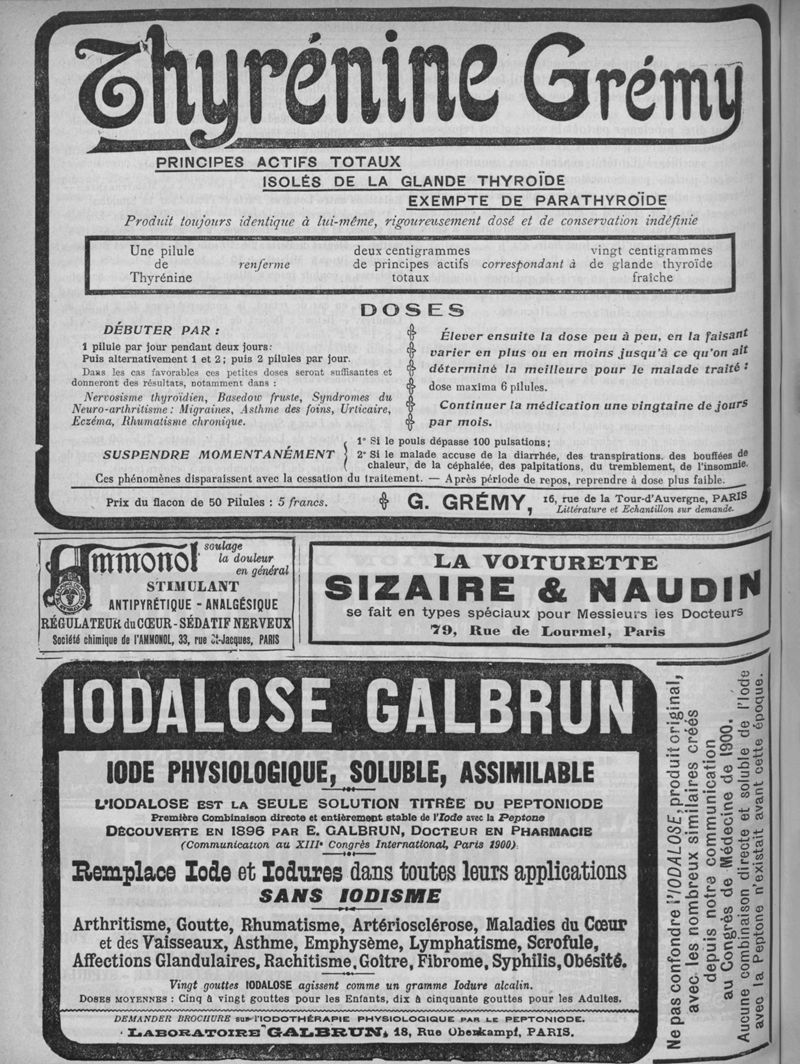 Thyrénine Grémy
PRINCIPES ACTIFS TOTAUX
ISOLÉS DE LA GLANDE THYROÏDE
EXEMPTE DE PARATHYROÏDE
Produit toujours identique à lui-même, rigoureusement dosé et de conservation indéfinie
Une pilule
de
Thyrénine
renferme
deux centigrammes
de principes actifs
totaux
correspondant à
vingt centigrammes
de glande thyroïde
fraîche
DOSES
DÉBUTER PAR :
1 pilule par jour pendant deux jours:
Puis alternativement 1 et 2; puis 2 pilules par jour.
Dans les cas favorables ces petites doses seront suffisantes et
donneront des résultats, notamment dans :
Nervosisme thyroïdien, Basedow fruste, Syndromes du
Neuro-arthritisme : Migraines, Asthme des foins, Urticaire,
Eczéma, Rhumatisme chronique.
Élever ensuite la dose peu à peu, en la faisant
varier en plus ou en moins jusqu'à ce qu'on ait
déterminé la meilleure pour le malade traité :
dose maxima 6 pilules.
Continuer la médication une vingtaine de jours
par mois.
SUSPENDRE MOMENTANÉMENT
1° Si le pouls dépasse 100 pulsations;
2° Si le malade accuse de la diarrhée, des transpirations, des bouffées de
chaleur, de la céphalée, des palpitations, du tremblement, de l'insomnie.
Ces phénomènes disparaissent avec la cessation du traitement. — Après période de repos, reprendre à dose plus faible.
Prix du flacon de 50 Pilules : 5 francs.
G. GRÉMY, 16, rue de la Tour-d'Auvergne, PARIS
Littérature et Echantillon sur demande.
Ammonol soulage
la douleur
en général
STIMULANT
ANTIPYRÉTIQUE - ANALGÉSIQUE
RÉGULATEUR du CŒUR - SÉDATIF NERVEUX
Société chimique de l'AMMONOL, 33, rue St-Jacques, PARIS
LA VOITURETTE
SIZAIRE & NAUDIN
se fait en types spéciaux pour Messieurs les Docteurs
79, Rue de Lourmel, Paris
IODALOSE GALBRUN
IODE PHYSIOLOGIQUE, SOLUBLE, ASSIMILABLE
L'IODALOSE EST LA SEULE SOLUTION TITRÉE DU PEPTONIODE
Première Combinaison directe et entièrement stable de l'Iode avec la Peptone
DÉCOUVERTE EN 1896 PAR E. GALBRUN, DOCTEUR EN PHARMACIE
(Communication au XIIIe Congrès International, Paris 1900).
Remplace Iode et Iodures dans toutes leurs applications
SANS IODISME
Arthritisme, Goutte, Rhumatisme, Artériosclérose, Maladies du Cœur
et des Vaisseaux, Asthme, Emphysème, Lymphatisme, Scrofule,
Affections Glandulaires, Rachitisme, Goître, Fibrome, Syphilis, Obésité.
Vingt gouttes IODALOSE agissent comme un gramme Iodure alcalin.
DOSES MOYENNES : Cinq à vingt gouttes pour les Enfants, dix à cinquante gouttes pour les Adultes.
DEMANDER BROCHURE sur l'IODOTHÉRAPIE PHYSIOLOGIQUE PAR LE PEPTONIODE.
LABORATOIRE GALBRUN, 18, Rue Oberkampf, PARIS.
Ne pas confondre l'IODALOSE, produit original,
avec les nombreux similaires créés
depuis notre communication
au Congrès de Médecine de 1900.
Aucune combinaison directe et soluble de l'Iode
avec la Peptone n'existait avant cette époque.